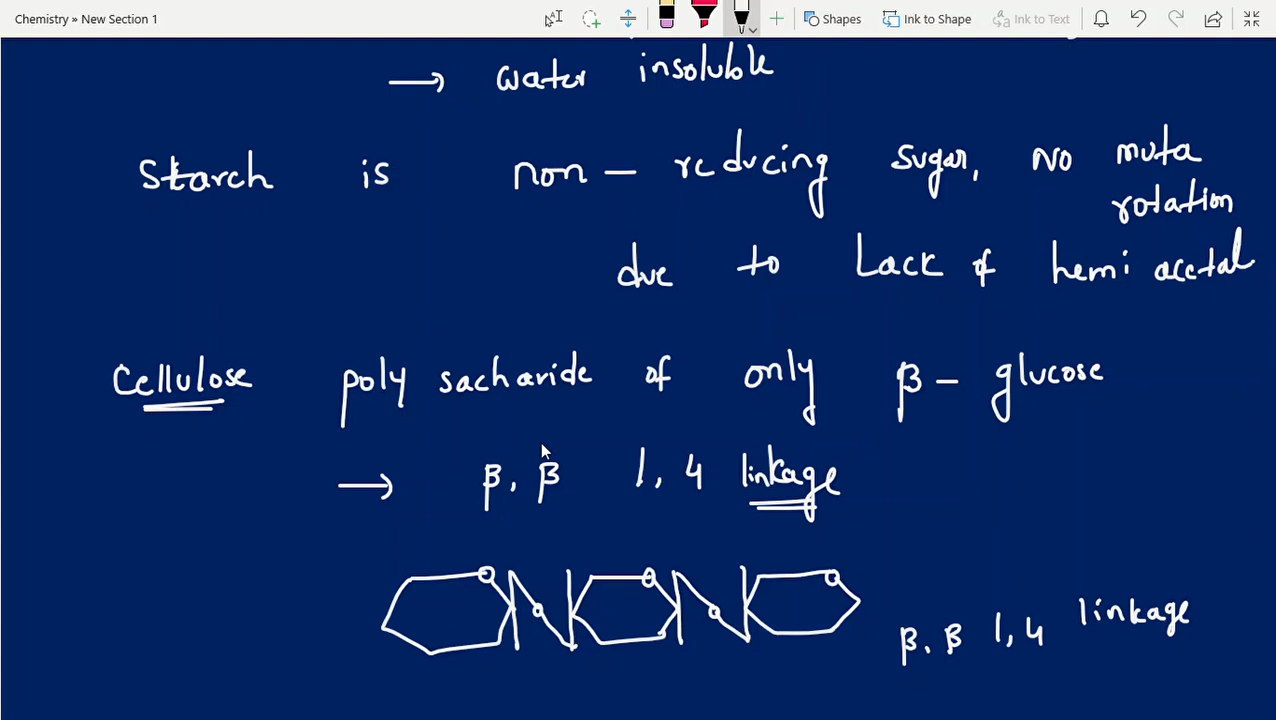 Chemistry » New Section 1
Shapes
Ink to Shape
Ink to Text
→ water insoluble
Starch is non - reducing sugar, No muta
rotation
due to Lack of hemi acetal
Cellulose poly sacharide of only β - glucose
→ β, β 1, 4 linkage
β, β 1, 4 linkage